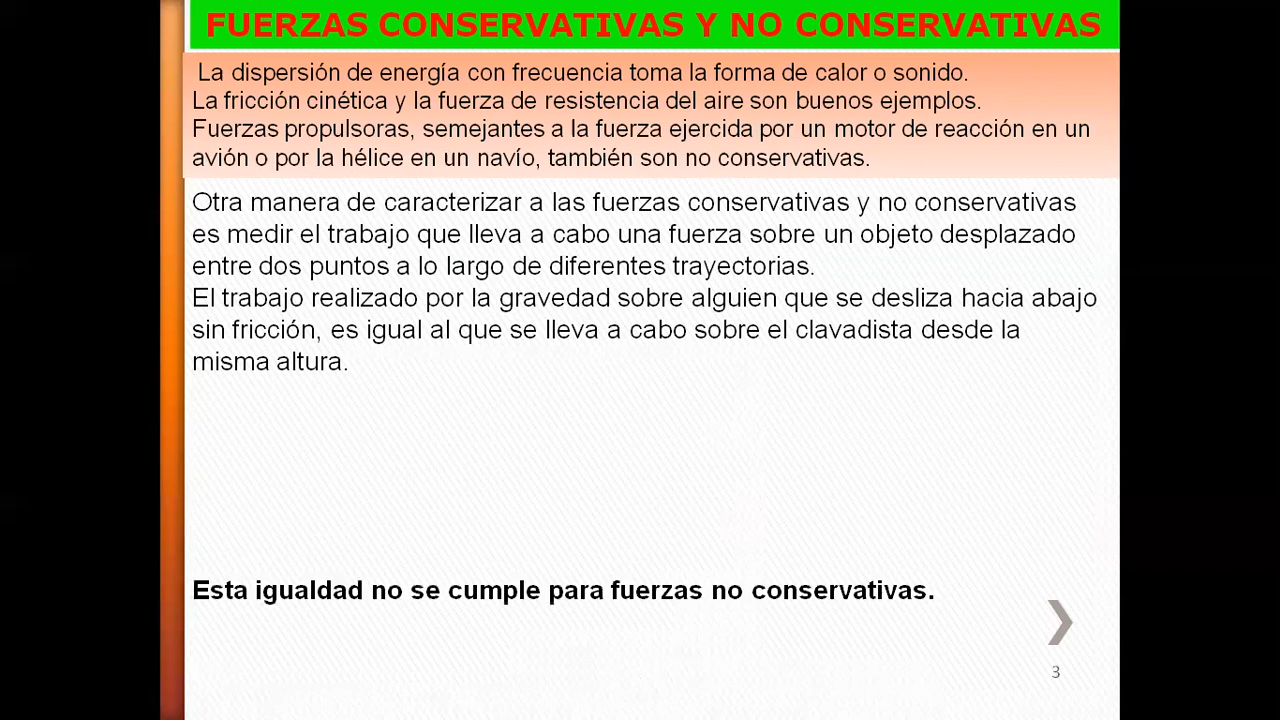 FUERZAS CONSERVATIVAS Y NO CONSERVATIVAS
La dispersión de energía con frecuencia toma la forma de calor o sonido.
La fricción cinética y la fuerza de resistencia del aire son buenos ejemplos.
Fuerzas propulsoras, semejantes a la fuerza ejercida por un motor de reacción en un
avión o por la hélice en un navío, también son no conservativas.
Otra manera de caracterizar a las fuerzas conservativas y no conservativas
es medir el trabajo que lleva a cabo una fuerza sobre un objeto desplazado
entre dos puntos a lo largo de diferentes trayectorias.
El trabajo realizado por la gravedad sobre alguien que se desliza hacia abajo
sin fricción, es igual al que se lleva a cabo sobre el clavadista desde la
misma altura.
Esta igualdad no se cumple para fuerzas no conservativas.
3